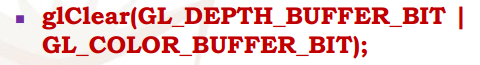 glClear(GL_DEPTH_BUFFER_BIT |
GL_COLOR_BUFFER_BIT);